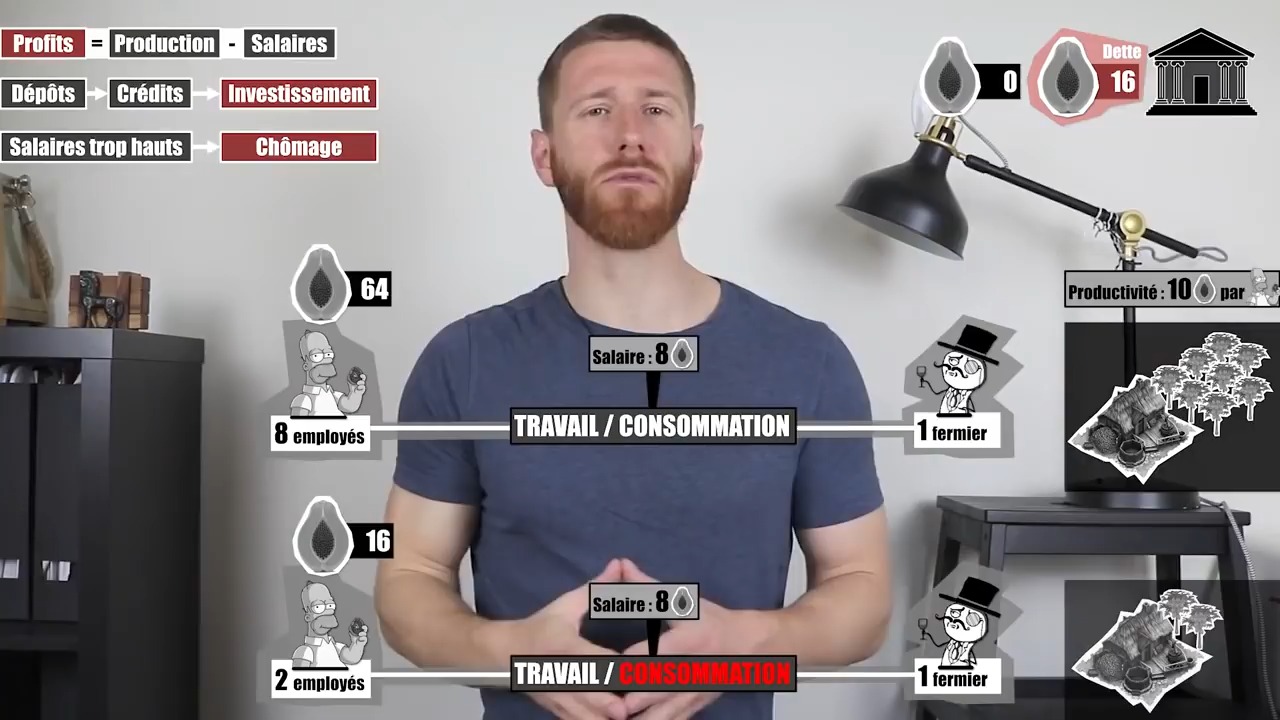 Profits = Production - Salaires
Dépôts Crédits Investissement
Salaires trop hauts Chômage
0
Dette
16
64
Salaire : 8
Productivité : 10 par
8 employés
TRAVAIL / CONSOMMATION
1 fermier
16
Salaire : 8
2 employés
TRAVAIL / CONSOMMATION
1 fermier